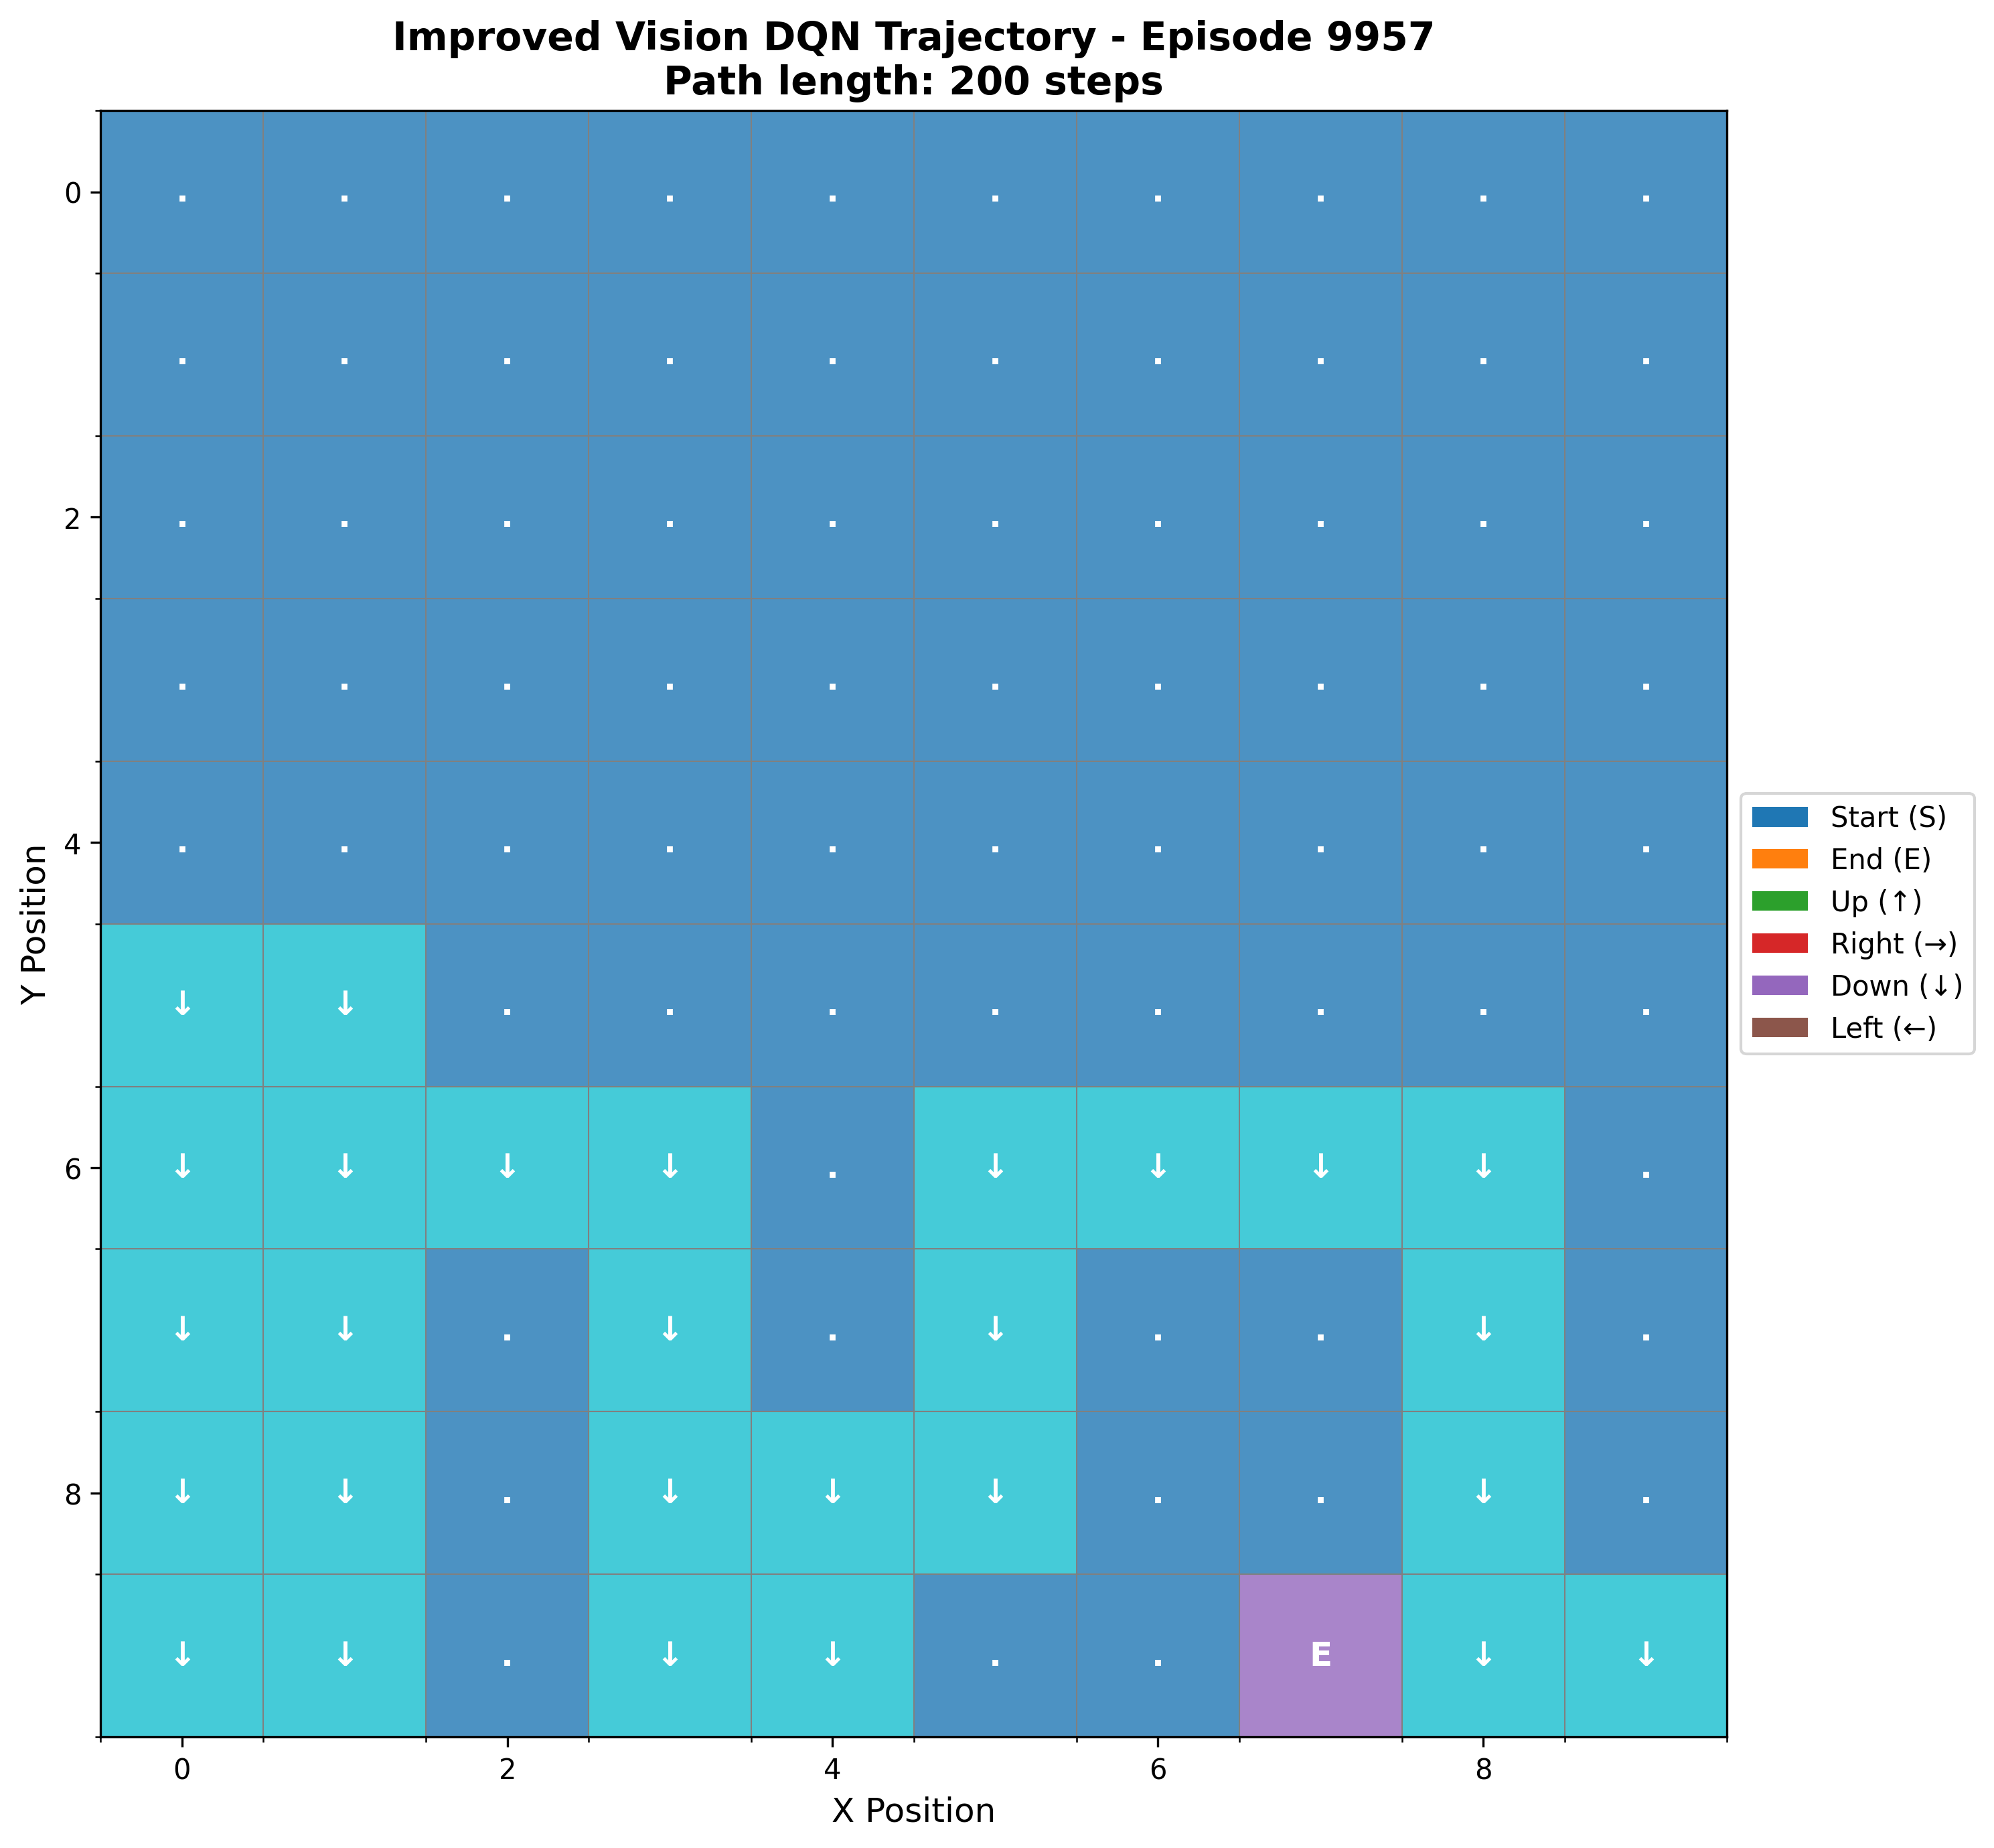 Improved Vision DQN Trajectory - Episode 9957
Path length: 200 steps
0 . . . . . . . . . .
. . . . . . . . . .
2 . . . . . . . . . .
. . . . . . . . . .
4 . . . . . . . . . .
↓ ↓ . . . . . . . .
6 ↓ ↓ ↓ ↓ . ↓ ↓ ↓ ↓ .
↓ ↓ . ↓ . ↓ . . ↓ .
8 ↓ ↓ . ↓ ↓ ↓ . . ↓ .
↓ ↓ . ↓ ↓ . . E ↓ ↓
0 2 4 6 8
X Position
Y Position
Start (S)
End (E)
Up (↑)
Right (→)
Down (↓)
Left (←)